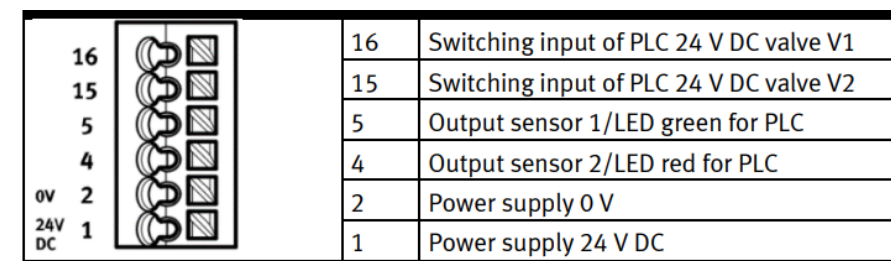 16
15
5
4
0V 2
24V DC 1
16 Switching input of PLC 24 V DC valve V1
15 Switching input of PLC 24 V DC valve V2
5 Output sensor 1/LED green for PLC
4 Output sensor 2/LED red for PLC
2 Power supply 0 V
1 Power supply 24 V DC